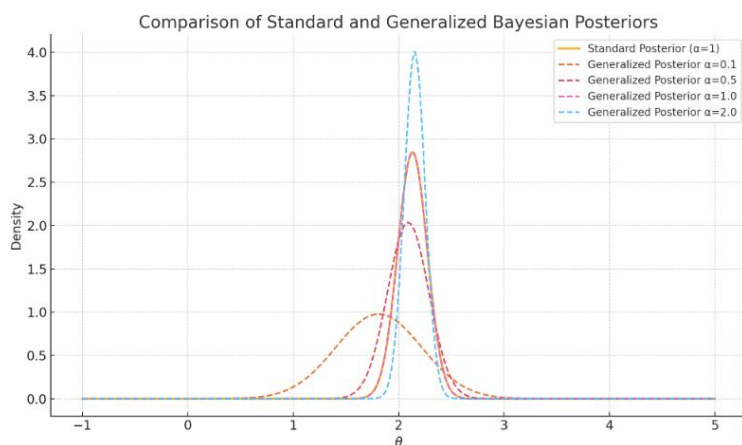 Comparison of Standard and Generalized Bayesian Posteriors
Standard Posterior (α=1)
Generalized Posterior α=0.1
Generalized Posterior α=0.5
Generalized Posterior α=1.0
Generalized Posterior α=2.0
Density
4.0
3.5
3.0
2.5
2.0
1.5
1.0
0.5
0.0
−1 0 1 2 3 4 5
θ